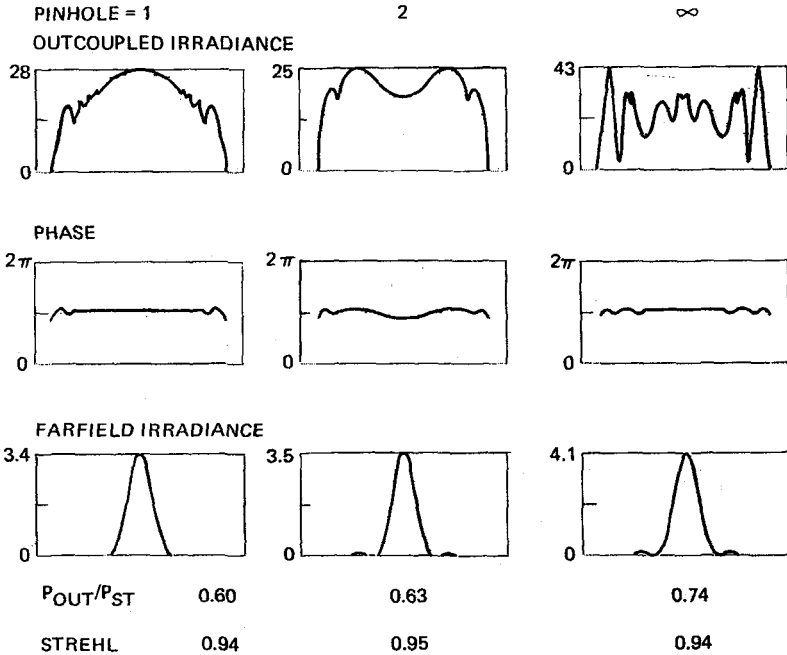 PINHOLE = 1 2 ∞
OUTCOUPLED IRRADIANCE
28 25 43
0 0 0
PHASE
2π 2π 2π
0 0 0
FARFIELD IRRADIANCE
3.4 3.5 4.1
0 0 0
POUT/PST 0.60 0.63 0.74
STREHL 0.94 0.95 0.94